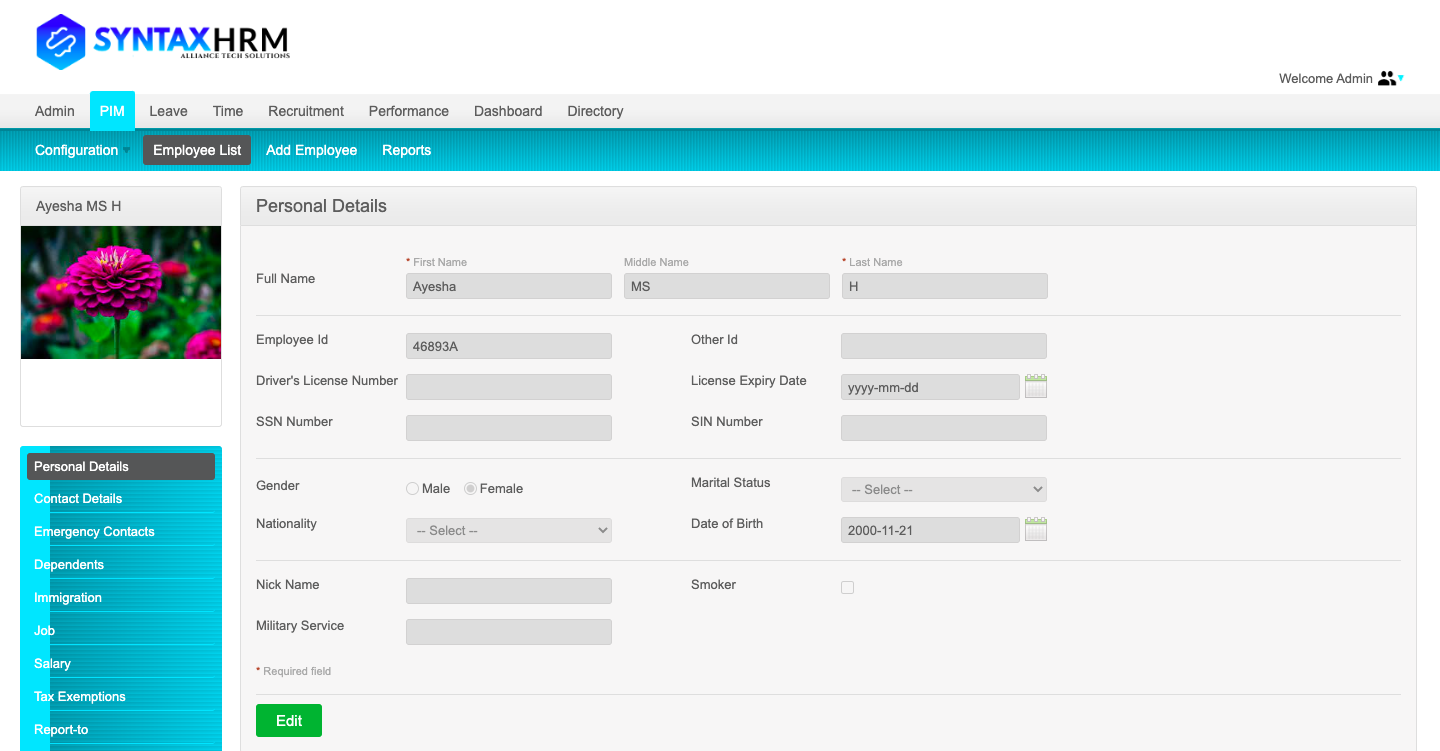 SYNTAXHRM
ALLIANCE TECH SOLUTIONS
Welcome Admin
Admin PIM Leave Time Recruitment Performance Dashboard Directory
Configuration Employee List Add Employee Reports
Ayesha MS H
Personal Details
Contact Details
Emergency Contacts
Dependents
Immigration
Job
Salary
Tax Exemptions
Report-to
Personal Details
* First Name Middle Name * Last Name
Full Name Ayesha MS H
Employee Id 46893A Other Id
Driver's License Number License Expiry Date yyyy-mm-dd
SSN Number SIN Number
Gender Male Female Marital Status -- Select --
Nationality -- Select -- Date of Birth 2000-11-21
Nick Name Smoker
Military Service
* Required field
Edit